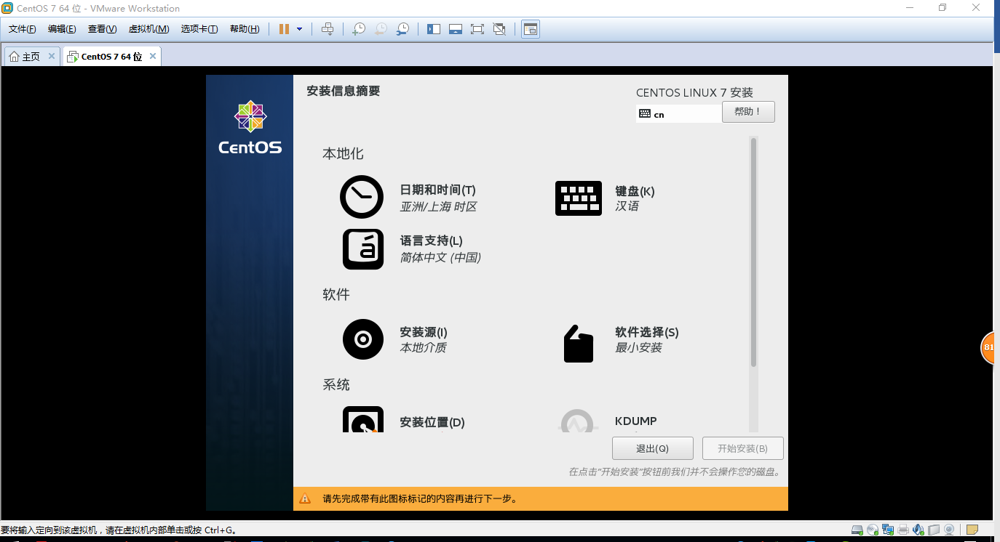 CentOS 7 64 位 - VMware Workstation
文件(F) 编辑(E) 查看(V) 虚拟机(M) 选项卡(T) 帮助(H)
主页 CentOS 7 64 位
安装信息摘要
CENTOS LINUX 7 安装
cn 帮助！
CentOS
本地化
日期和时间(T) 键盘(K)
亚洲/上海 时区 汉语
语言支持(L)
简体中文 (中国)
软件
安装源(I) 软件选择(S)
本地介质 最小安装
系统
安装位置(D) KDUMP
退出(Q) 开始安装(B)
在点击“开始安装”按钮前我们并不会操作您的磁盘。
请先完成带有此图标标记的内容再进行下一步。
81
要将输入定向到该虚拟机，请在虚拟机内部单击或按 Ctrl+G。